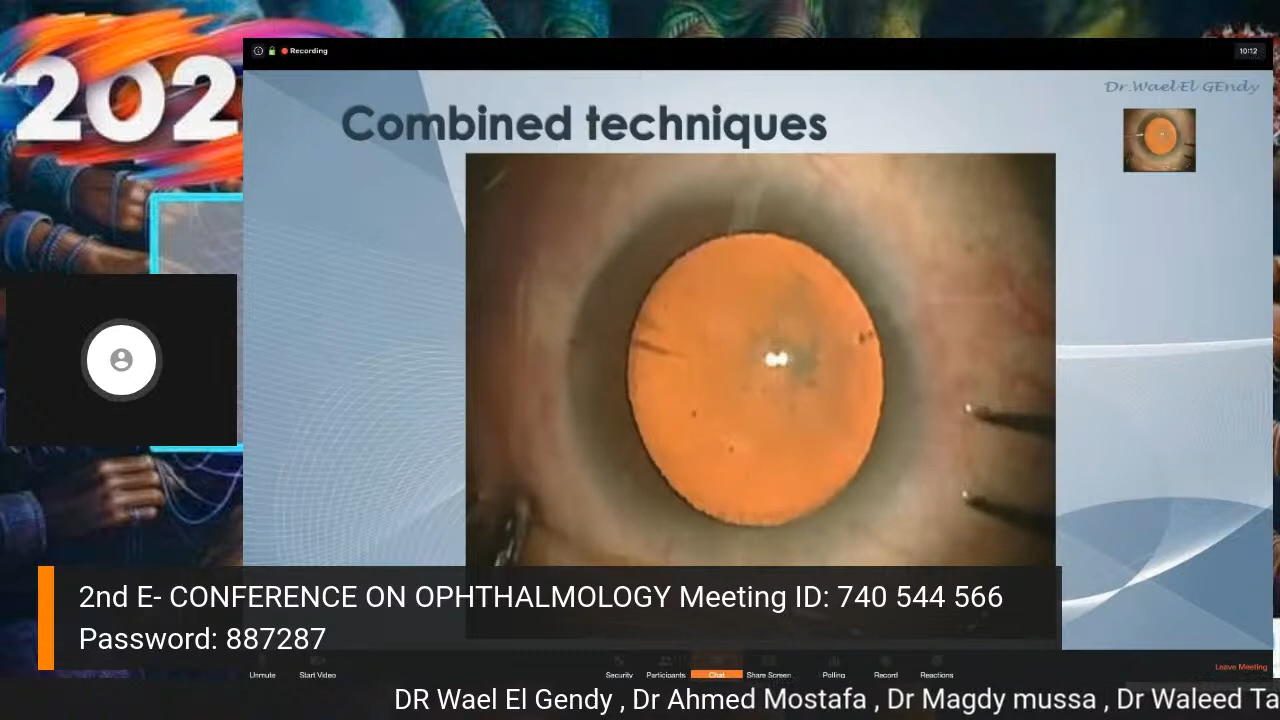 202
Recording
10:12
Dr.Wael El GEndy
Combined techniques
2nd E- CONFERENCE ON OPHTHALMOLOGY Meeting ID: 740 544 566
Password: 887287
Unmute Start Video Security Participants Chat Share Screen Polling Record Reactions Leave Meeting
DR Wael El Gendy , Dr Ahmed Mostafa , Dr Magdy mussa , Dr Waleed Ta